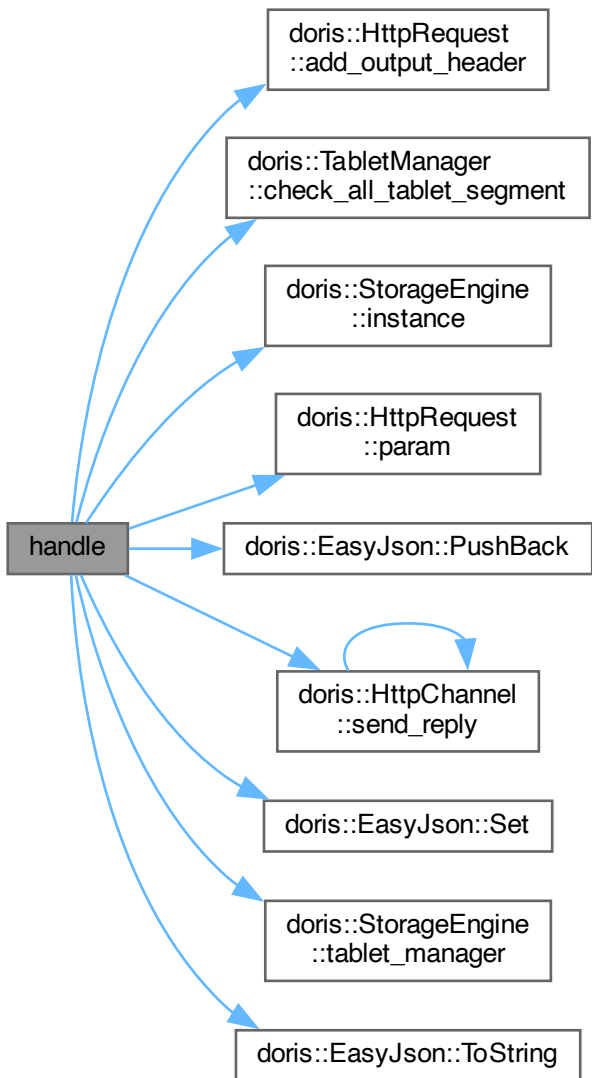 doris::HttpRequest
::add_output_header
doris::TabletManager
::check_all_tablet_segment
doris::StorageEngine
::instance
doris::HttpRequest
::param
handle
doris::EasyJson::PushBack
doris::HttpChannel
::send_reply
doris::EasyJson::Set
doris::StorageEngine
::tablet_manager
doris::EasyJson::ToString